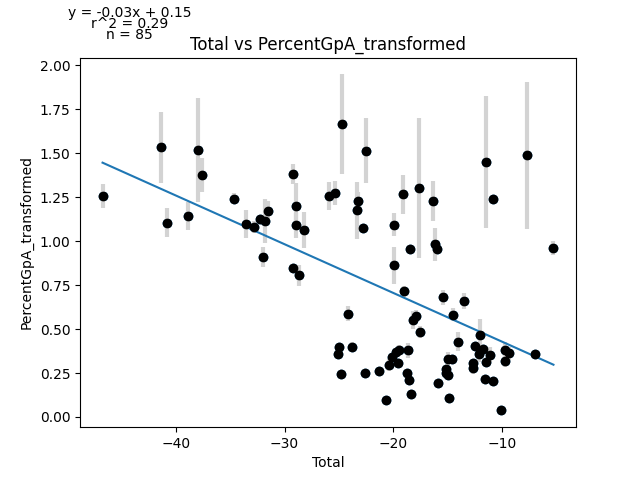 y = -0.03x + 0.15
r^2 = 0.29
n = 85
Total vs PercentGpA_transformed
2.00
1.75
1.50
1.25
1.00
0.75
0.50
0.25
0.00
PercentGpA_transformed
−40
−30
−20
−10
Total